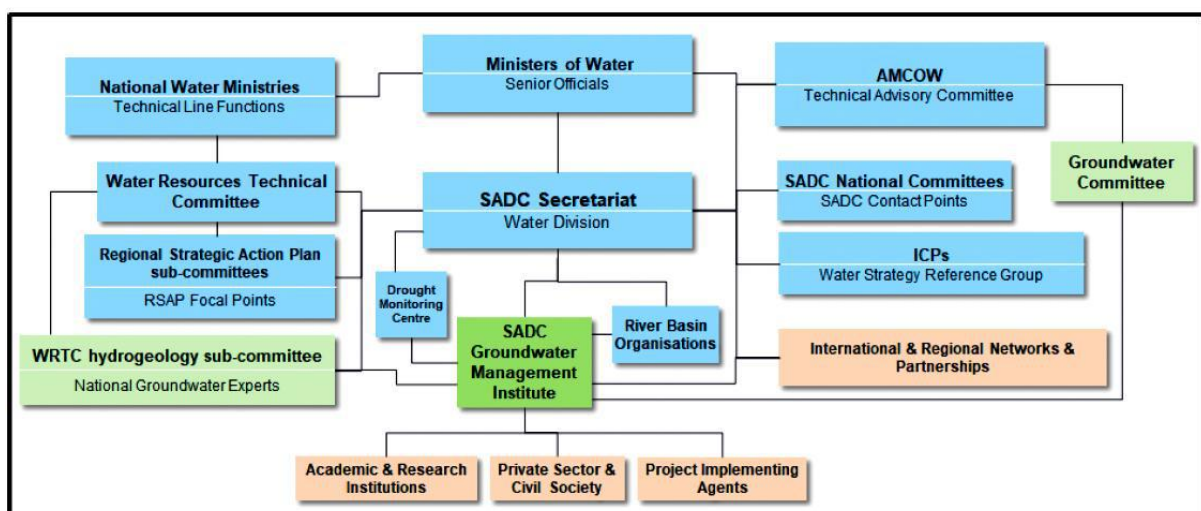 National Water Ministries
Technical Line Functions
Ministers of Water
Senior Officials
AMCOW
Technical Advisory Committee
Groundwater
Committee
Water Resources Technical
Committee
SADC Secretariat
Water Division
SADC National Committees
SADC Contact Points
Regional Strategic Action Plan
sub-committees
RSAP Focal Points
ICPs
Water Strategy Reference Group
Drought
Monitoring
Centre
SADC
Groundwater
Management
Institute
River Basin
Organisations
WRTC hydrogeology sub-committee
National Groundwater Experts
International & Regional Networks &
Partnerships
Academic & Research
Institutions
Private Sector &
Civil Society
Project Implementing
Agents